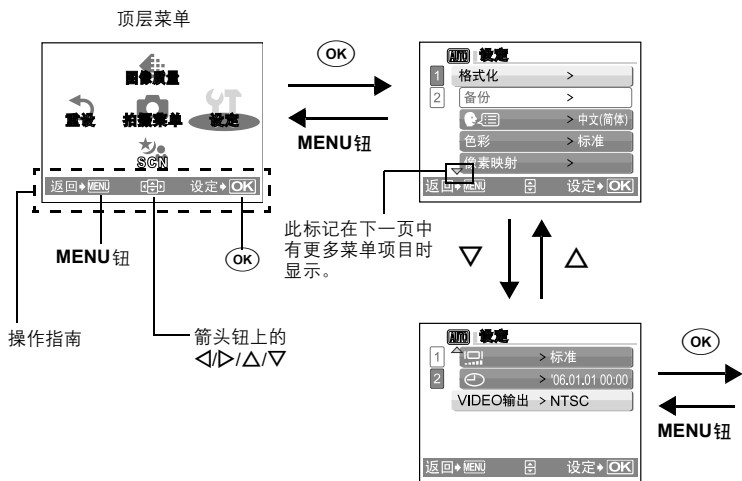 顶层菜单
图像质量
重设
拍摄菜单
设定
SCN
返回 MENU
设定 OK
操作指南
MENU钮
箭头钮上的
◁/▷/△/▽
OK
OK
MENU钮
AUTO 设定
1
2
格式化 >
备份 >
> 中文(简体)
色彩 > 标准
像素映射 >
返回 MENU
设定 OK
此标记在下一页中
有更多菜单项目时
显示。
▽
△
AUTO 设定
1
2
> 标准
> '06.01.01 00:00
VIDEO输出 > NTSC
返回 MENU
设定 OK
OK
MENU钮